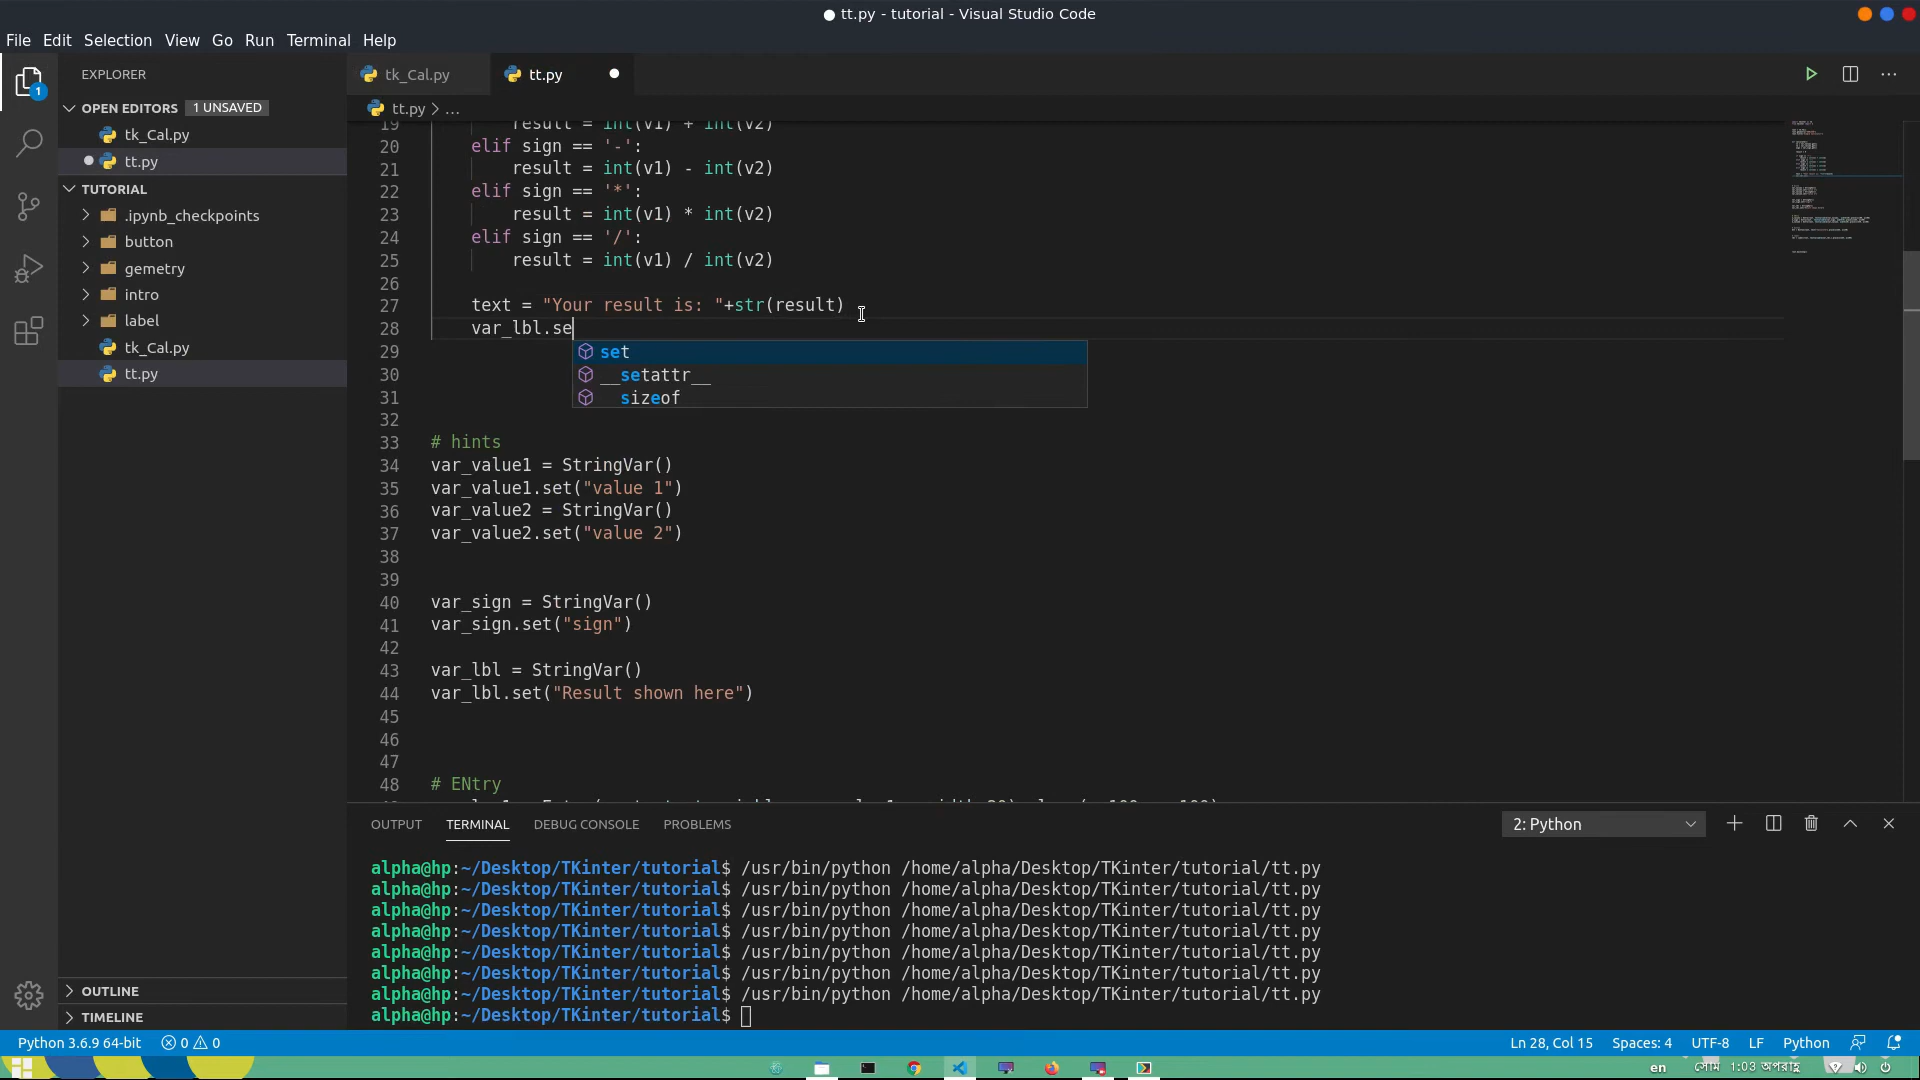 tt.py - tutorial - Visual Studio Code
File Edit Selection View Go Run Terminal Help
EXPLORER
OPEN EDITORS 1 UNSAVED
tk_Cal.py
tt.py
TUTORIAL
.ipynb_checkpoints
button
gemetry
intro
label
tk_Cal.py
tt.py
OUTLINE
TIMELINE
tk_Cal.py tt.py
tt.py > ...
19 result = int(v1) + int(v2)
20 elif sign == '-':
21 result = int(v1) - int(v2)
22 elif sign == '*':
23 result = int(v1) * int(v2)
24 elif sign == '/':
25 result = int(v1) / int(v2)
26
27 text = "Your result is: "+str(result)
28 var_lbl.se
set
__setattr__
sizeof
29
30
31
32
33 # hints
34 var_value1 = StringVar()
35 var_value1.set("value 1")
36 var_value2 = StringVar()
37 var_value2.set("value 2")
38
39
40 var_sign = StringVar()
41 var_sign.set("sign")
42
43 var_lbl = StringVar()
44 var_lbl.set("Result shown here")
45
46
47
48 # ENtry
OUTPUT TERMINAL DEBUG CONSOLE PROBLEMS 2: Python
alpha@hp:~/Desktop/TKinter/tutorial$ /usr/bin/python /home/alpha/Desktop/TKinter/tutorial/tt.py
alpha@hp:~/Desktop/TKinter/tutorial$ /usr/bin/python /home/alpha/Desktop/TKinter/tutorial/tt.py
alpha@hp:~/Desktop/TKinter/tutorial$ /usr/bin/python /home/alpha/Desktop/TKinter/tutorial/tt.py
alpha@hp:~/Desktop/TKinter/tutorial$ /usr/bin/python /home/alpha/Desktop/TKinter/tutorial/tt.py
alpha@hp:~/Desktop/TKinter/tutorial$ /usr/bin/python /home/alpha/Desktop/TKinter/tutorial/tt.py
alpha@hp:~/Desktop/TKinter/tutorial$ /usr/bin/python /home/alpha/Desktop/TKinter/tutorial/tt.py
alpha@hp:~/Desktop/TKinter/tutorial$ /usr/bin/python /home/alpha/Desktop/TKinter/tutorial/tt.py
alpha@hp:~/Desktop/TKinter/tutorial$
Python 3.6.9 64-bit 0 0 Ln 28, Col 15 Spaces: 4 UTF-8 LF Python
en সোম 1:03 অপরাহ্ণ